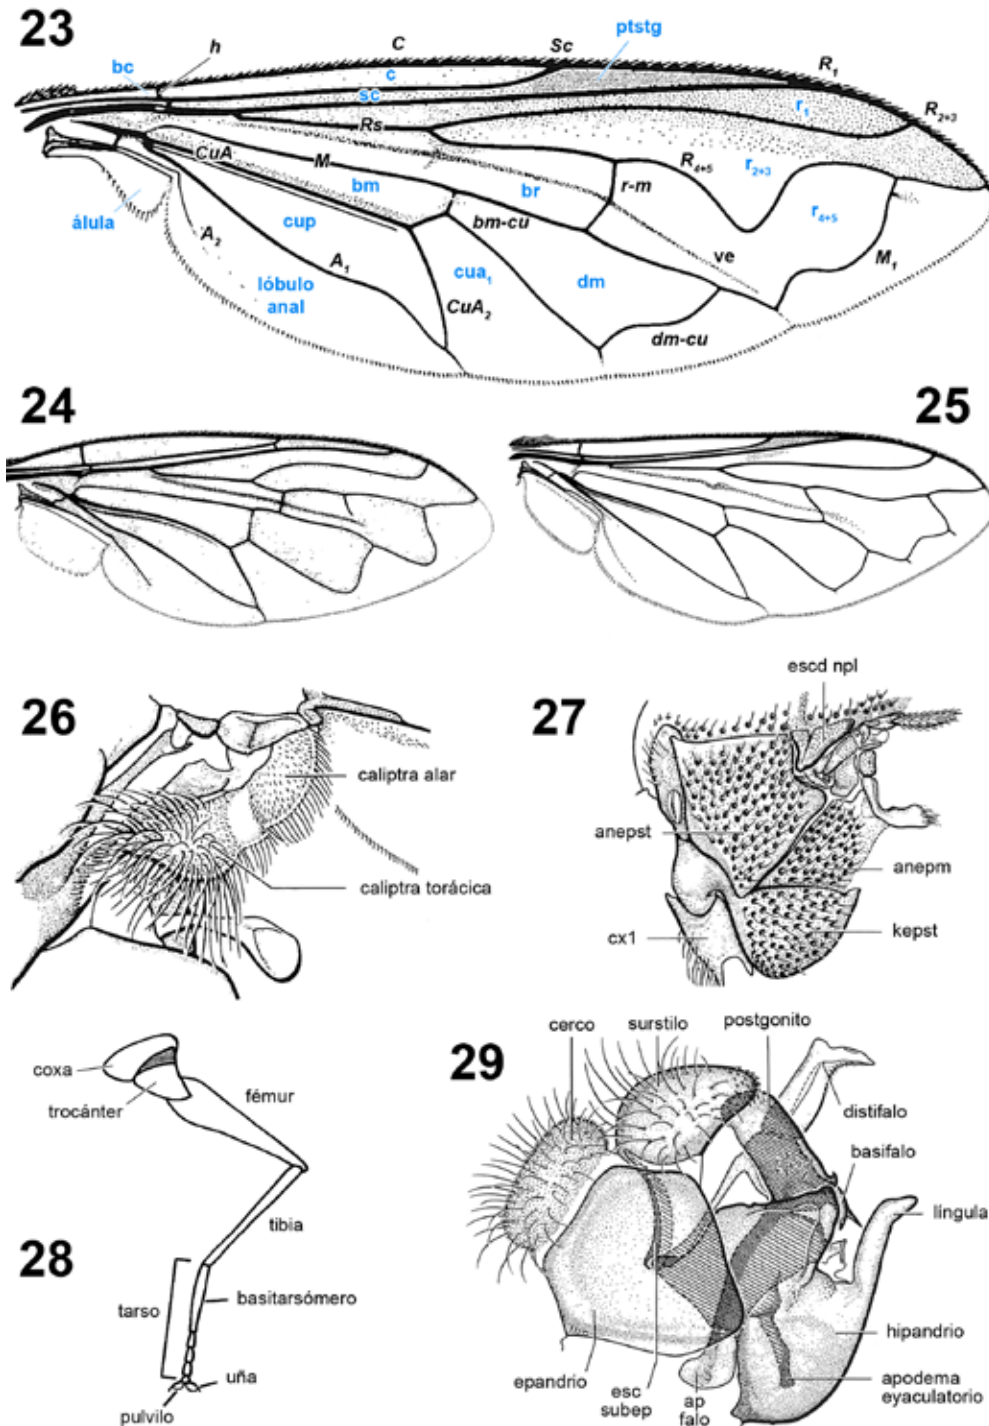 23
h
C
Sc
ptstg
bc
c
R1
sc
r1
R2+3
Rs
CuA
M
R4+5
r2+3
bm
br
r-m
r4+5
álula
cup
bm-cu
A2
ve
M1
A1
cua1
dm
lóbulo
anal
CuA2
dm-cu
24
25
26
caliptra alar
caliptra torácica
27
escd npl
anepst
anepm
cx1
kepst
28
coxa
trocánter
fémur
tibia
tarso
basitarsómero
uña
pulvilo
29
cerco
surstilo
postgonito
distifalo
basifalo
língula
hipandrio
epandrio
esc
subep
ap
falo
apodema
eyaculatorio